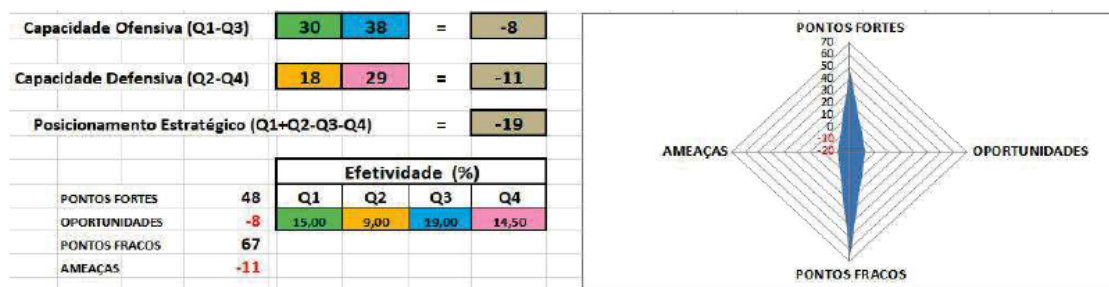 Capacidade Ofensiva (Q1-Q3) 30 38 = -8
Capacidade Defensiva (Q2-Q4) 18 29 = -11
Posicionamento Estratégico (Q1+Q2-Q3-Q4) = -19
Efetividade (%)
PONTOS FORTES 48 Q1 Q2 Q3 Q4
OPORTUNIDADES -8 15,00 9,00 19,00 14,50
PONTOS FRACOS 67
AMEAÇAS -11
PONTOS FORTES
70
60
50
40
30
20
10
0
-10
-20
AMEAÇAS
OPORTUNIDADES
PONTOS FRACOS